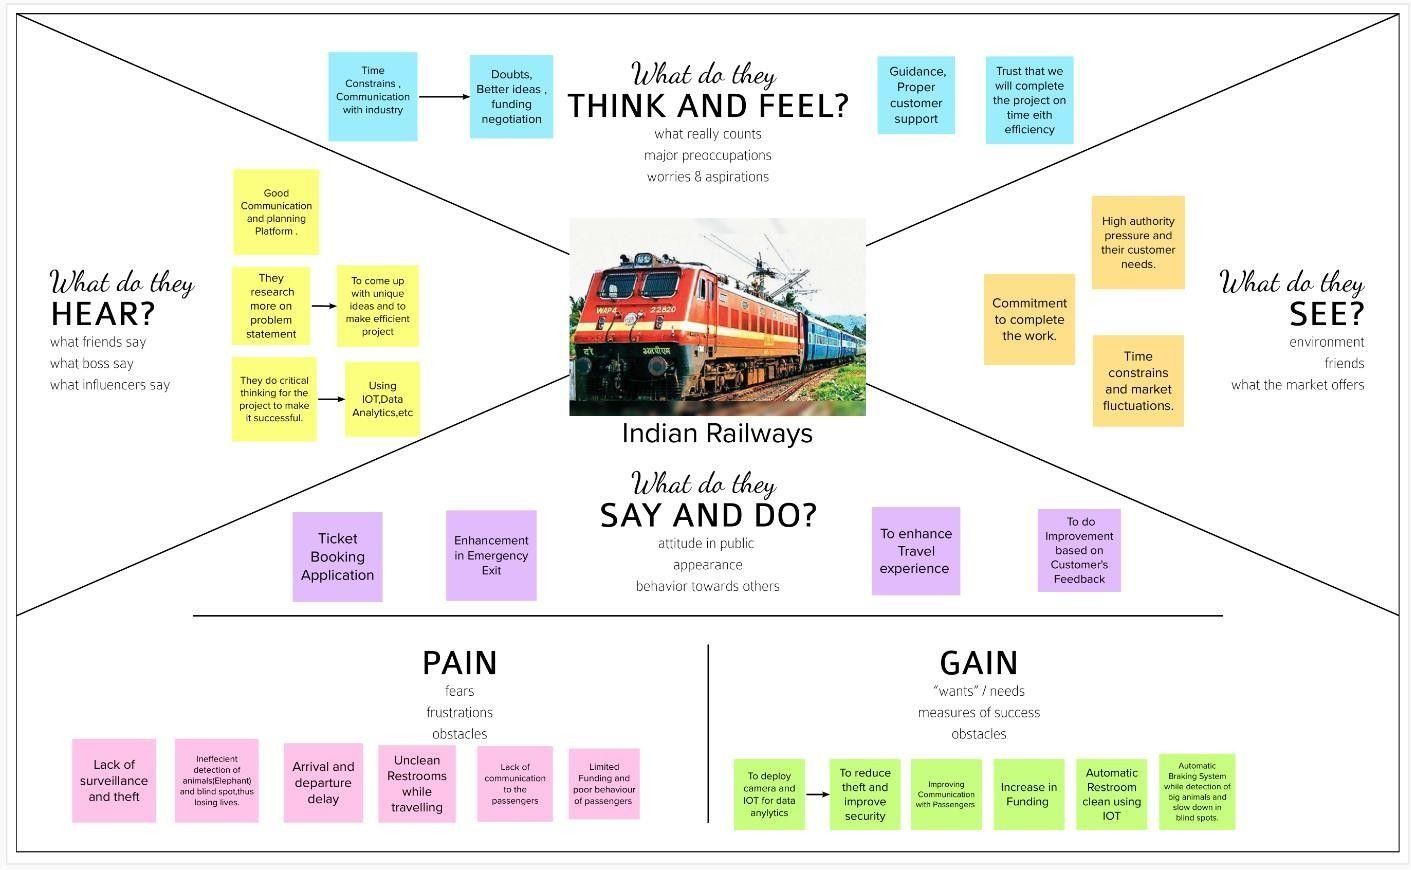 What do they
THINK AND FEEL?
what really counts
major preoccupations
worries & aspirations
Time
Constrains ,
Communication
with industry
Doubts,
Better ideas ,
funding
negotiation
Guidance,
Proper
customer
support
Trust that we
will complete
the project on
time eith
efficiency
What do they
HEAR?
what friends say
what boss say
what influencers say
Good
Communication
and planning
Platform .
They
research
more on
problem
statement
To come up
with unique
ideas and to
make efficient
project
They do critical
thinking for the
project to make
it successful.
Using
IOT,Data
Analytics,etc
WAP4
22820
Indian Railways
High authority
pressure and
their customer
needs.
Commitment
to complete
the work.
Time
constrains
and market
fluctuations.
What do they
SEE?
environment
friends
what the market offers
What do they
SAY AND DO?
attitude in public
appearance
behavior towards others
Ticket
Booking
Application
Enhancement
in Emergency
Exit
To enhance
Travel
experience
To do
Improvement
based on
Customer's
Feedback
PAIN
fears
frustrations
obstacles
Lack of
surveillance
and theft
Ineffecient
detection of
animals(Elephant)
and blind spot,thus
losing lives.
Arrival and
departure
delay
Unclean
Restrooms
while
travelling
Lack of
communication
to the
passengers
Limited
Funding and
poor behaviour
of passengers
GAIN
“wants” / needs
measures of success
obstacles
To deploy
camera and
IOT for data
anylytics
To reduce
theft and
improve
security
Improving
Communication
with Passengers
Increase in
Funding
Automatic
Restroom
clean using
IOT
Automatic
Braking System
while detection of
big animals and
slow down in
blind spots.